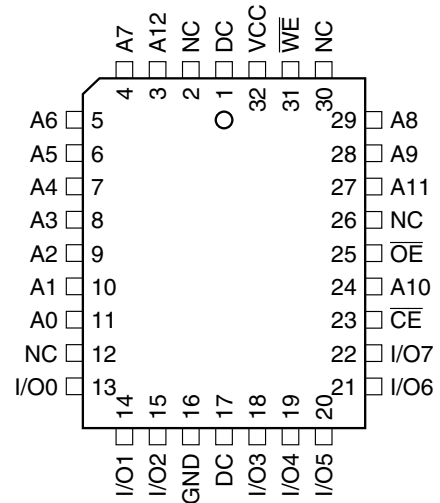 A7 A12 NC DC VCC W̅E̅ NC
4 3 2 1 32 31 30
A6 5 29 A8
A5 6 28 A9
A4 7 27 A11
A3 8 26 NC
A2 9 25 O̅E̅
A1 10 24 A10
A0 11 23 C̅E̅
NC 12 22 I/O7
I/O0 13 21 I/O6
14 15 16 17 18 19 20
I/O1 I/O2 GND DC I/O3 I/O4 I/O5